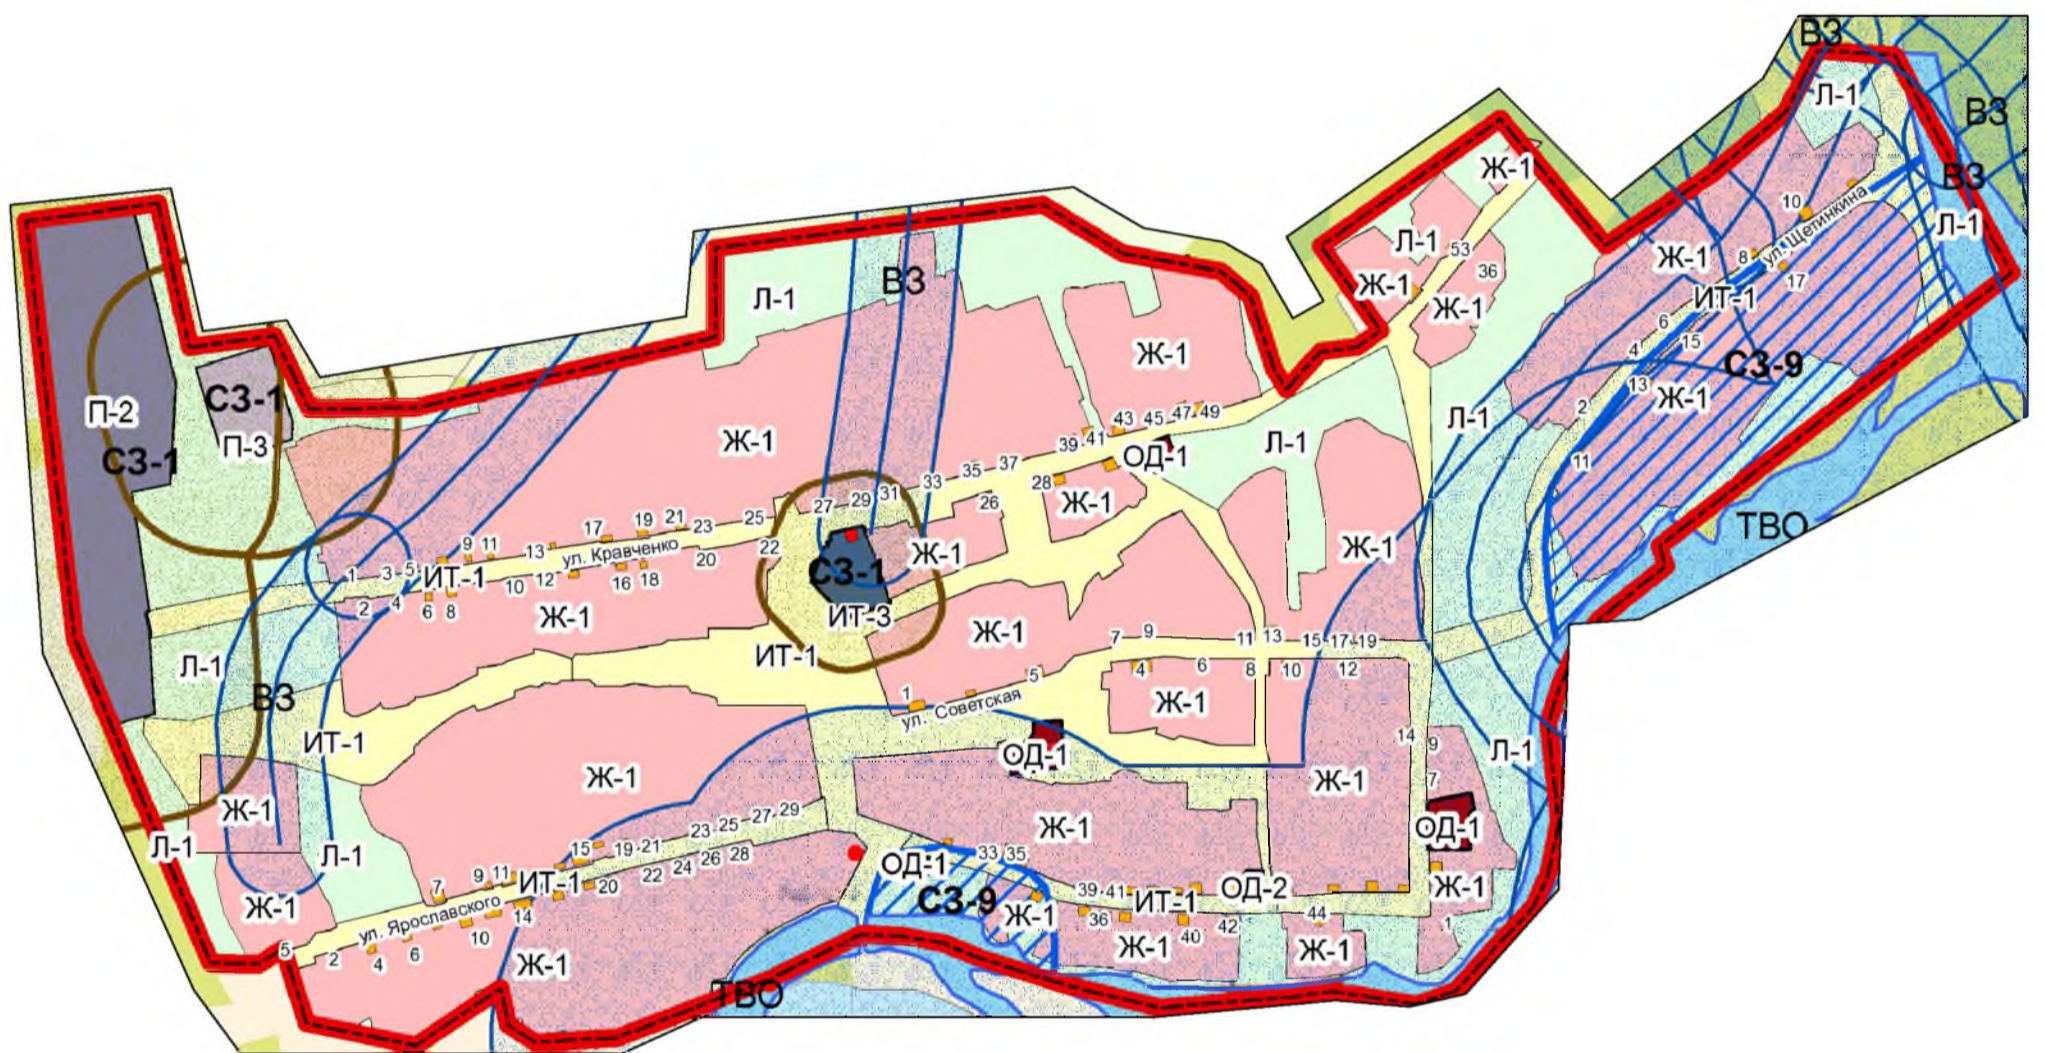 ВЗ
Л-1
ВЗ
Ж-1
ВЗ
10
ул. Щетинкина
Л-1
Л-1
53
Ж-1
8
36
17
ВЗ
Ж-1
Л-1
ИТ-1
Ж-1
6
15
4
Ж-1
СЗ-9
13
Ж-1
2
СЗ-1
П-2
47
49
43
45
Л-1
Ж-1
39
41
Л-1
П-3
СЗ-1
ОД-1
11
37
35
33
28
Ж-1
31
29
27
26
25
17
19
21
23
ТВО
9
11
13
ул. Кравченко
22
Ж-1
Ж-1
1
3
5
ИТ-1
20
СЗ-1
10
12
16
18
2
4
6
8
Ж-1
ИТ-3
Ж-1
7
9
11
13
15
17
19
ИТ-1
Л-1
4
6
8
10
12
5
ВЗ
1
ул. Советская
Ж-1
ИТ-1
14
9
Л-1
ОД-1
Ж-1
7
Ж-1
Ж-1
29
27
25
23
Ж-1
ОД-1
Л-1
Л-1
15
19
21
28
26
24
22
ОД-1
33
35
9
11
7
ИТ-1
20
СЗ-9
39
41
ИТ-1
ОД-2
Ж-1
Ж-1
14
ул. Ярославского
Ж-1
36
40
42
44
1
10
5
2
4
6
Ж-1
Ж-1
Ж-1
ТВО